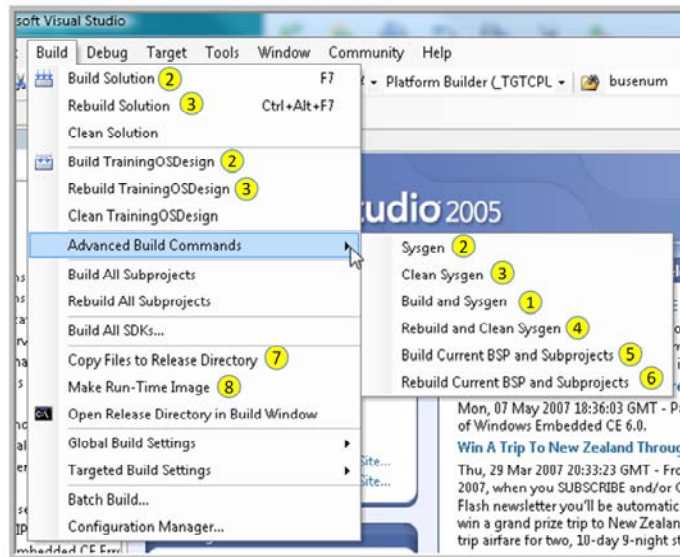 soft Visual Studio
Build Debug Target Tools Window Community Help
Build Solution 2 F7
Platform Builder (_TGTCPL busenum
Rebuild Solution 3 Ctrl+Alt+F7
Clean Solution
Build TrainingOSDesign 2
Rebuild TrainingOSDesign 3
Clean TrainingOSDesign
udio 2005
Advanced Build Commands
Build All Subprojects
Rebuild All Subprojects
Build All SDKs...
Copy Files to Release Directory 7
Make Run-Time Image 8
Open Release Directory in Build Window
Global Build Settings
Targeted Build Settings
Batch Build...
Configuration Manager...
Sysgen 2
Clean Sysgen 3
Build and Sysgen 1
Rebuild and Clean Sysgen 4
Build Current BSP and Subprojects 5
Rebuild Current BSP and Subprojects 6
Site...
Site...
Mon, 07 May 2007 18:36:03 GMT - P
of Windows Embedded CE 6.0.
Win A Trip To New Zealand Throug
Thu, 29 Mar 2007 20:33:23 GMT - Fro
2007, when you SUBSCRIBE and/or
Flash newsletter you'll be automatic
win a grand prize trip to New Zealan
trip airfare for two, 10-day 9-night st